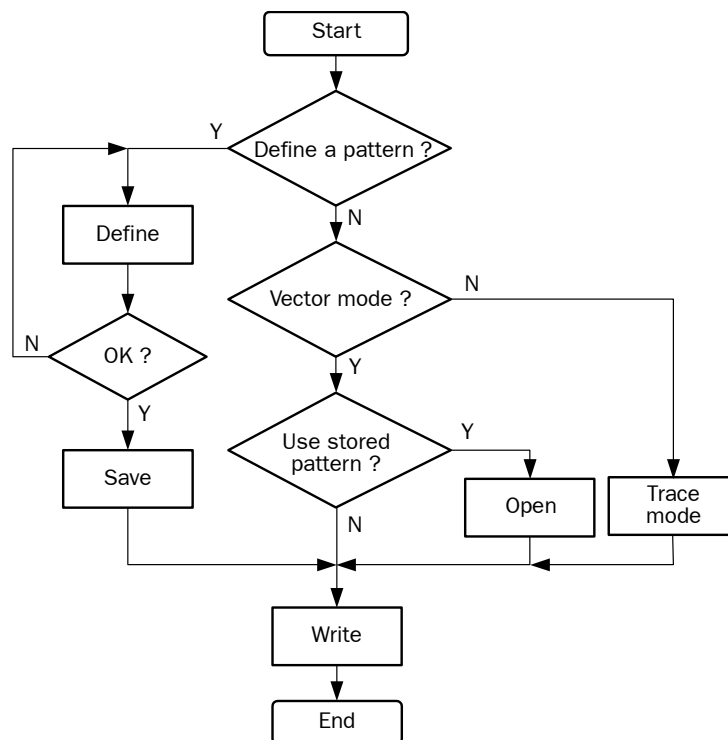 Start
Y
Define a pattern ?
N
Define
Vector mode ?
N
N
OK ?
Y
Y
Use stored
pattern ?
Y
Save
Open
Trace
mode
N
Write
End